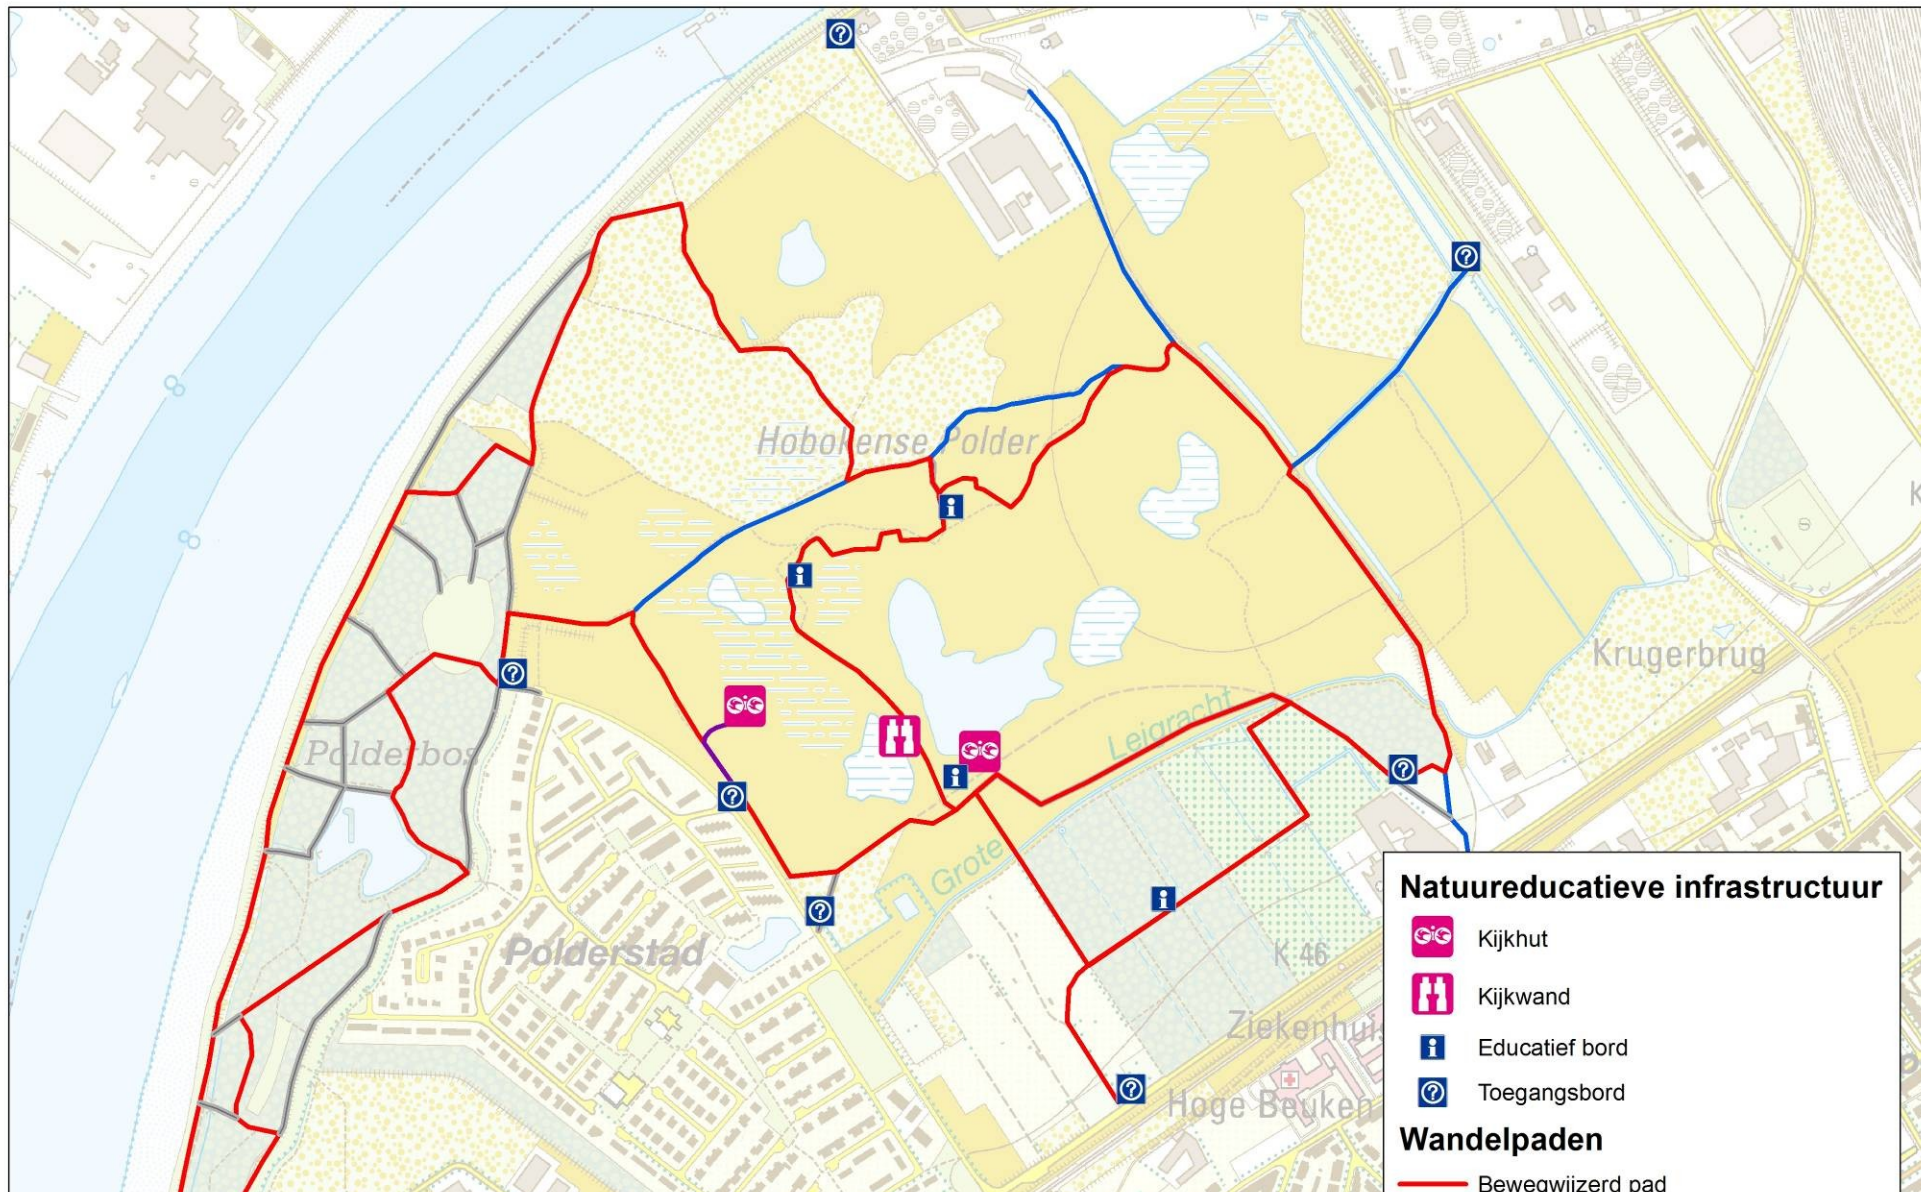 Hobokense Polder
Krugerbrug
Leigracht
Polderbos
Grote
Polderstad
K 46
Ziekenhuis
Hoge Beuken
Natuureducatieve infrastructuur
Kijkhut
Kijkwand
Educatief bord
Toegangsbord
Wandelpaden
Bewegwijzerd pad